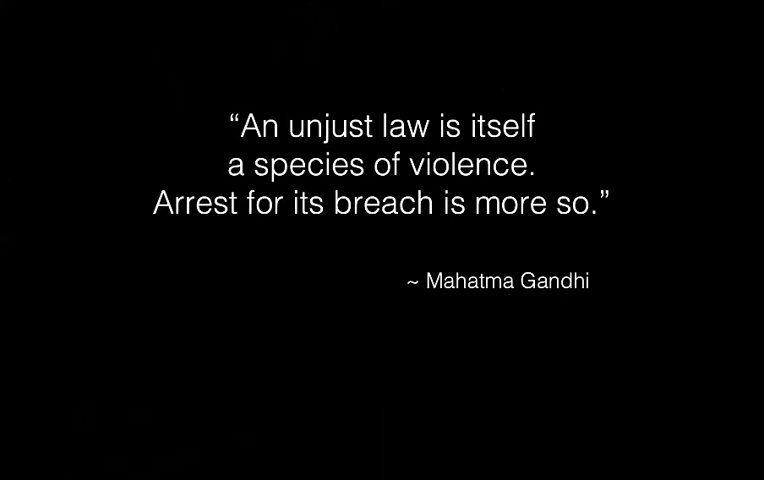 “An unjust law is itself
a species of violence.
Arrest for its breach is more so.”
~ Mahatma Gandhi